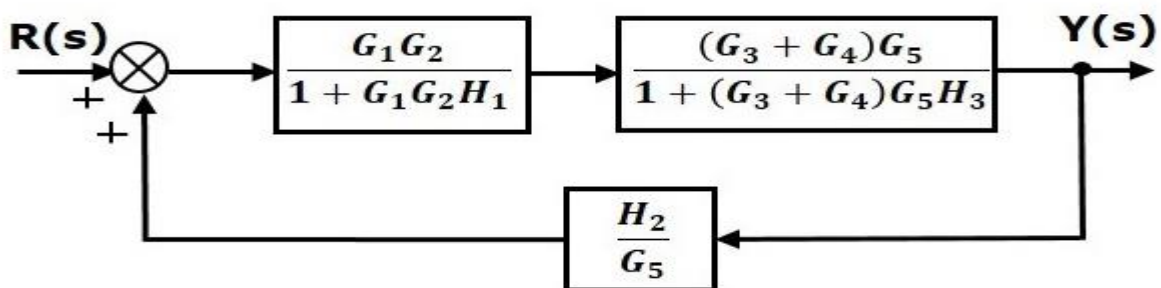 R(s)
+
+
G₁G₂
1 + G₁G₂H₁
(G₃ + G₄)G₅
1 + (G₃ + G₄)G₅H₃
Y(s)
H₂
G₅